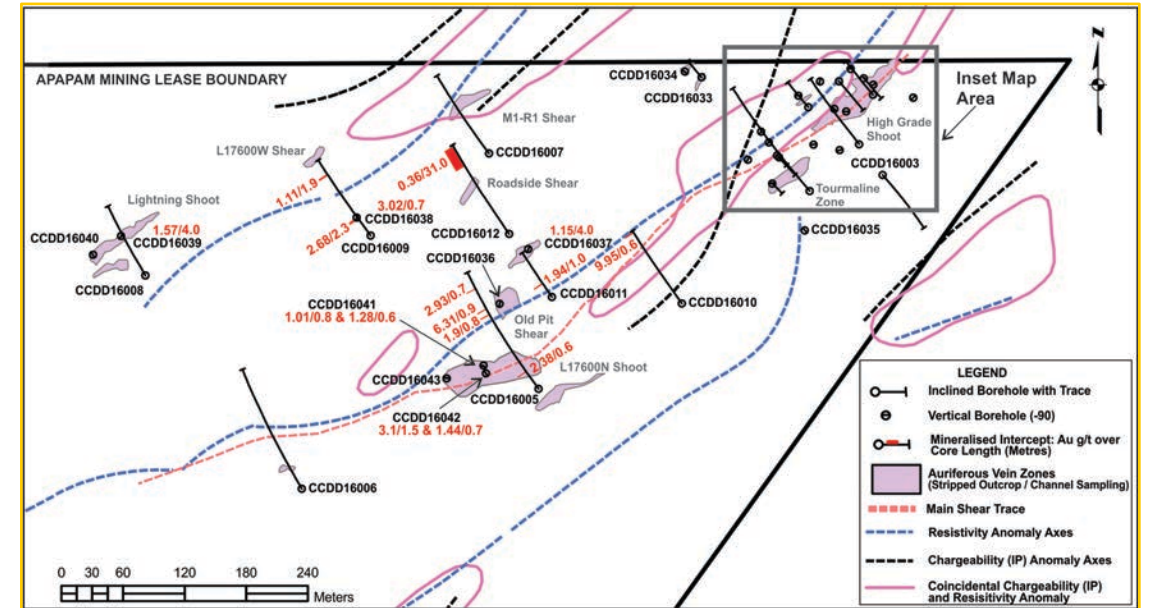 N
APAPAM MINING LEASE BOUNDARY
CCDD16034
CCDD16033
Inset Map
Area
M1-R1 Shear
High Grade
Shoot
L17600W Shear
CCDD16007
CCDD16003
0.36/31.0
Roadside Shear
1.11/1.9
Tourmaline
Zone
Lightning Shoot
3.02/0.7
CCDD16038
1.57/4.0
CCDD16040
CCDD16039
2.68/2.3
CCDD16009
CCDD16012
1.15/4.0
CCDD16037
CCDD16035
CCDD16036
9.95/0.6
CCDD16008
1.94/1.0
CCDD16011
CCDD16010
CCDD16041
1.01/0.8 & 1.28/0.6
2.93/0.7
6.31/0.9
1.9/0.8
Old Pit
Shear
2.38/0.6
L17600N Shoot
CCDD16043
CCDD16005
CCDD16042
3.1/1.5 & 1.44/0.7
CCDD16006
LEGEND
Inclined Borehole with Trace
Vertical Borehole (-90)
Mineralised Intercept: Au g/t over
Core Length (Metres)
Auriferous Vein Zones
(Stripped Outcrop / Channel Sampling)
Main Shear Trace
Resistivity Anomaly Axes
Chargeability (IP) Anomaly Axes
Coincidental Chargeability (IP)
and Resisitivity Anomaly
0 30 60 120 180 240
Meters